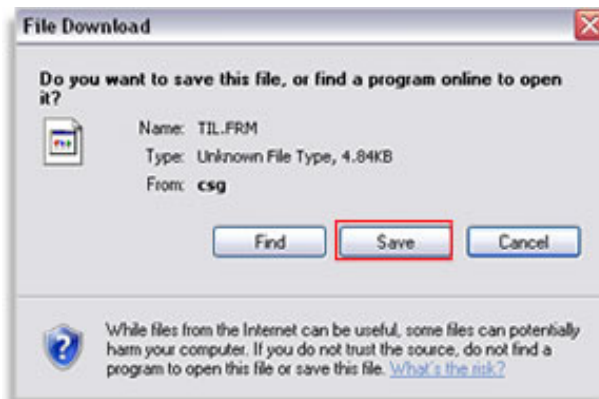 File Download
Do you want to save this file, or find a program online to open
it?
Name: TIL.FRM
Type: Unknown File Type, 4.84KB
From: csg
Find Save Cancel
While files from the Internet can be useful, some files can potentially
harm your computer. If you do not trust the source, do not find a
program to open this file or save this file. What's the risk?